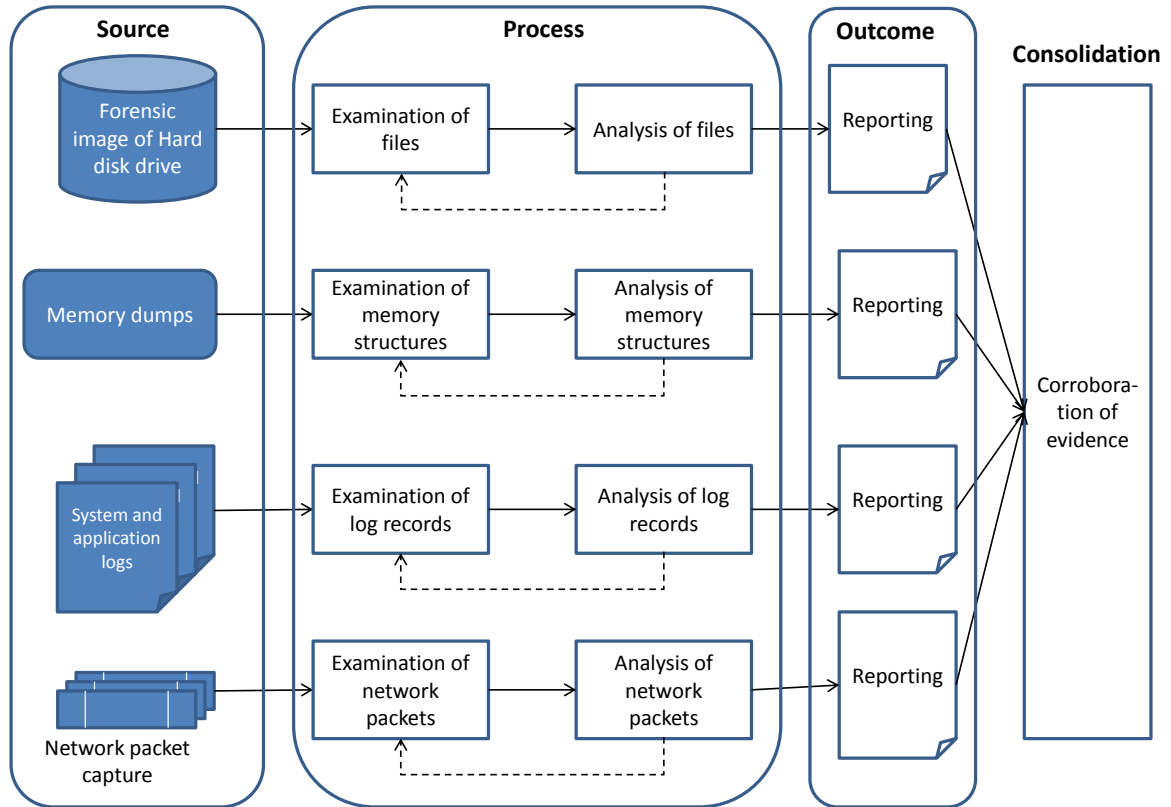 Source
Process
Outcome
Consolidation
Forensic
image of Hard
disk drive
Examination of
files
Analysis of files
Reporting
Memory dumps
Examination of
memory
structures
Analysis of
memory
structures
Reporting
System and
application
logs
Examination of
log records
Analysis of log
records
Reporting
Network packet
capture
Examination of
network
packets
Analysis of
network
packets
Reporting
Corrobora-
tion of
evidence